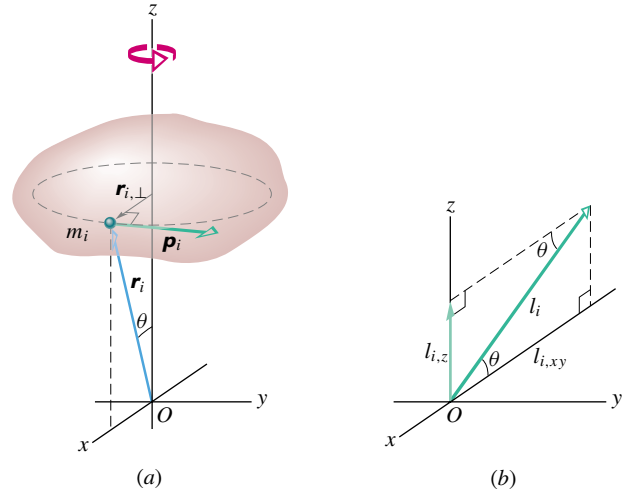 z
r_{i,⊥}
m_i
p_i
r_i
θ
O
y
x
(a)
z
θ
l_i
l_{i,z}
θ
l_{i,xy}
O
y
x
(b)